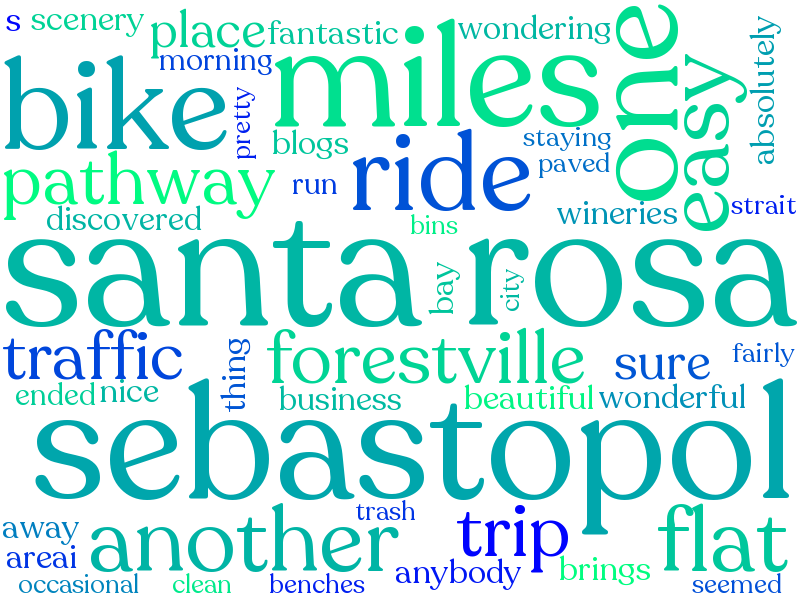 s scenery place fantastic wondering one easy absolutely
morning
bike pretty miles
blogs ride staying
pathway run paved
discovered bins wineries strait
santa rosa
bay city
traffic thing forestville sure fairly
ended nice business beautiful wonderful
sebastopol
away another trash trip flat
areai anybody brings
occasional clean benches seemed